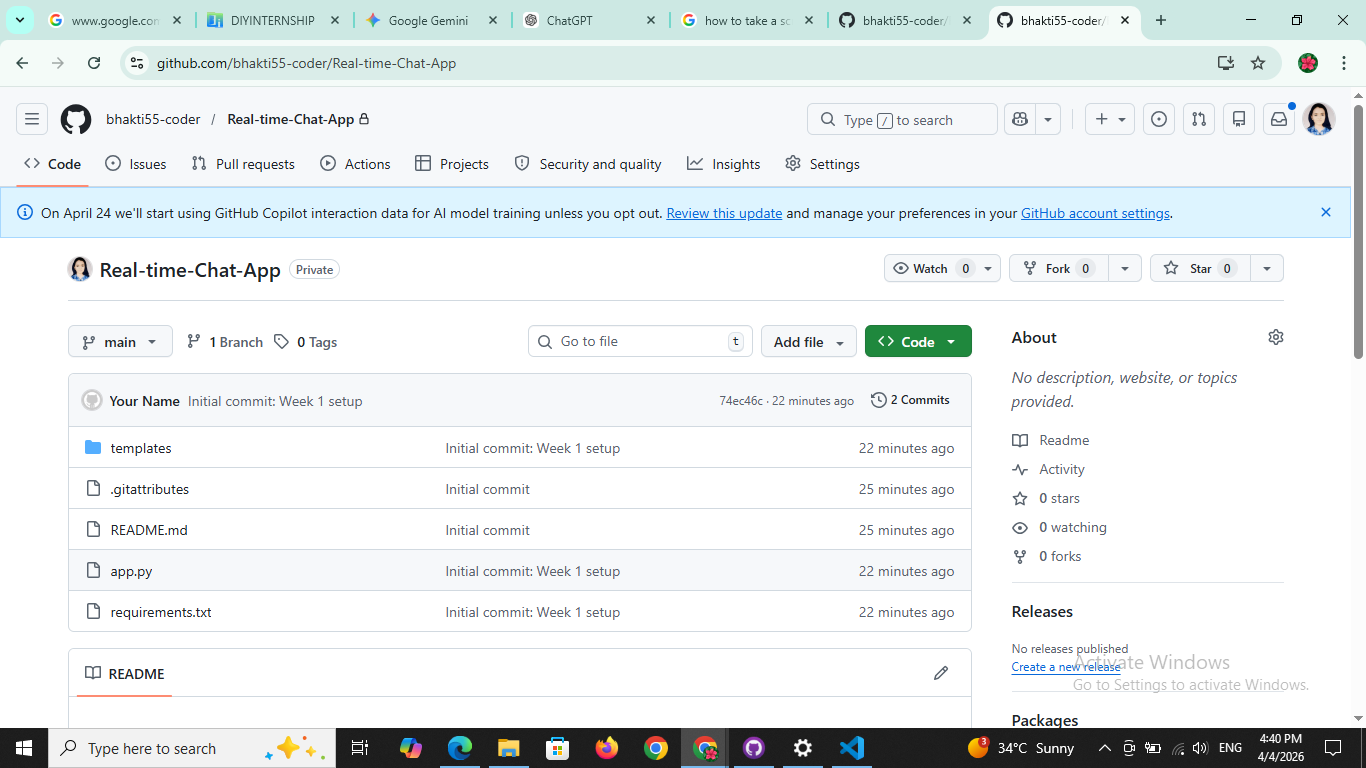 www.google.con
DIYINTERNSHIP
Google Gemini
ChatGPT
how to take a sc
bhakti55-coder/
bhakti55-coder/
github.com/bhakti55-coder/Real-time-Chat-App
bhakti55-coder / Real-time-Chat-App
Type / to search
Code
Issues
Pull requests
Actions
Projects
Security and quality
Insights
Settings
On April 24 we'll start using GitHub Copilot interaction data for AI model training unless you opt out. Review this update and manage your preferences in your GitHub account settings.
Real-time-Chat-App Private
Watch 0
Fork 0
Star 0
main
1 Branch
0 Tags
Go to file t
Add file
Code
Your Name Initial commit: Week 1 setup
74ec46c · 22 minutes ago
2 Commits
templates Initial commit: Week 1 setup 22 minutes ago
.gitattributes Initial commit 25 minutes ago
README.md Initial commit 25 minutes ago
app.py Initial commit: Week 1 setup 22 minutes ago
requirements.txt Initial commit: Week 1 setup 22 minutes ago
README
About
No description, website, or topics
provided.
Readme
Activity
0 stars
0 watching
0 forks
Releases
No releases published
Create a new release
Packages
Activate Windows
Go to Settings to activate Windows.
Type here to search
3
34°C Sunny
ENG
4:40 PM
4/4/2026